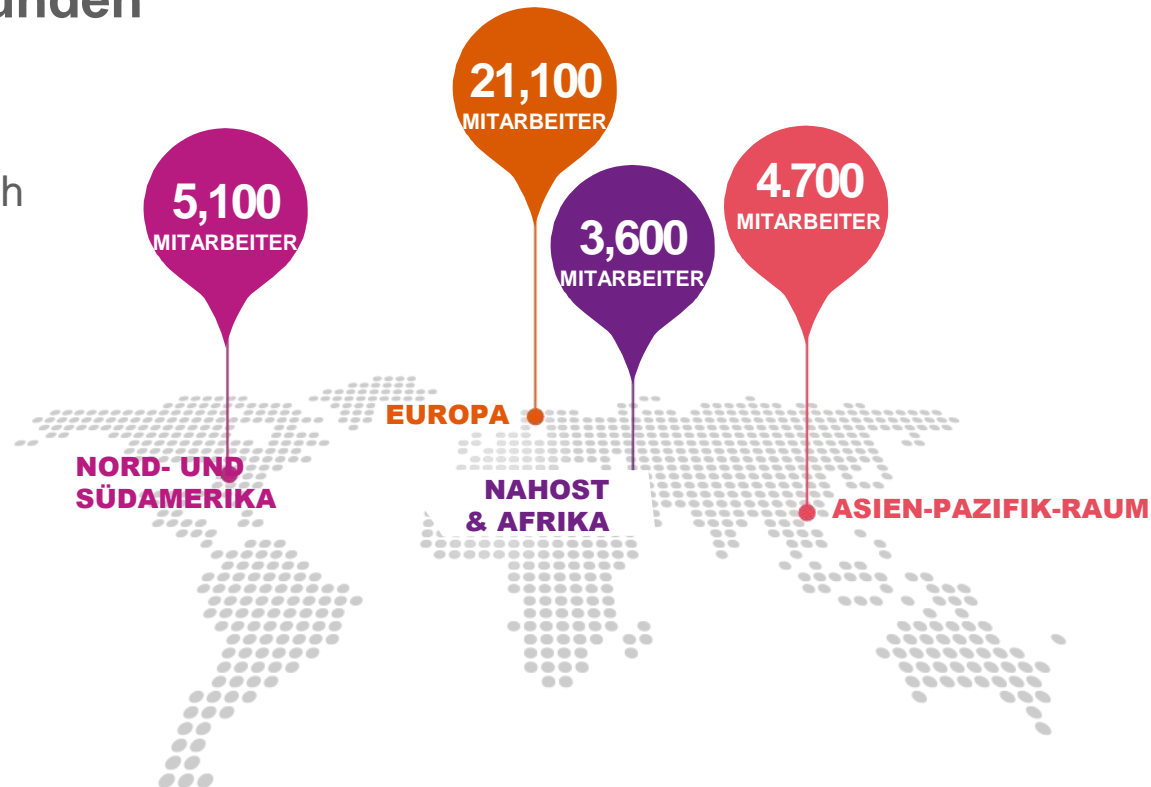 unden
h
21,100
MITARBEITER
5,100
MITARBEITER
4.700
MITARBEITER
3,600
MITARBEITER
EUROPA
NORD- UND
SÜDAMERIKA
NAHOST
& AFRIKA
ASIEN-PAZIFIK-RAUM